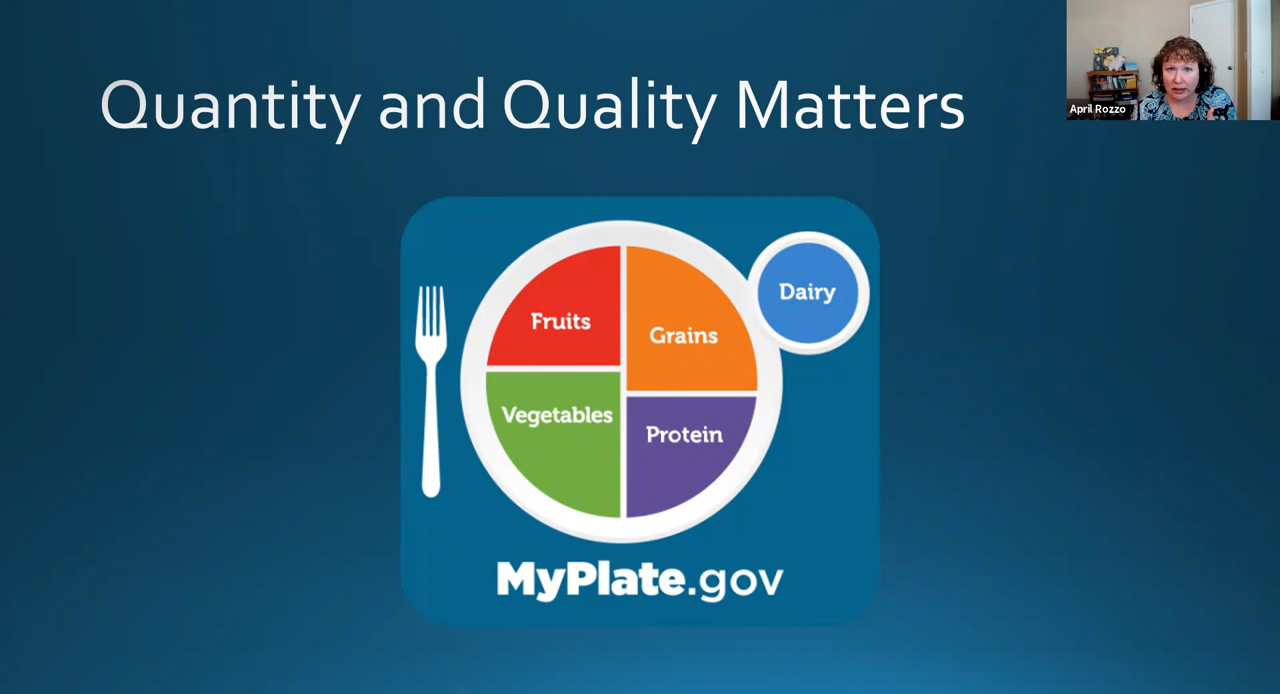 Quantity and Quality Matters
April Rozzo
Dairy
Fruits
Grains
Vegetables
Protein
MyPlate.gov